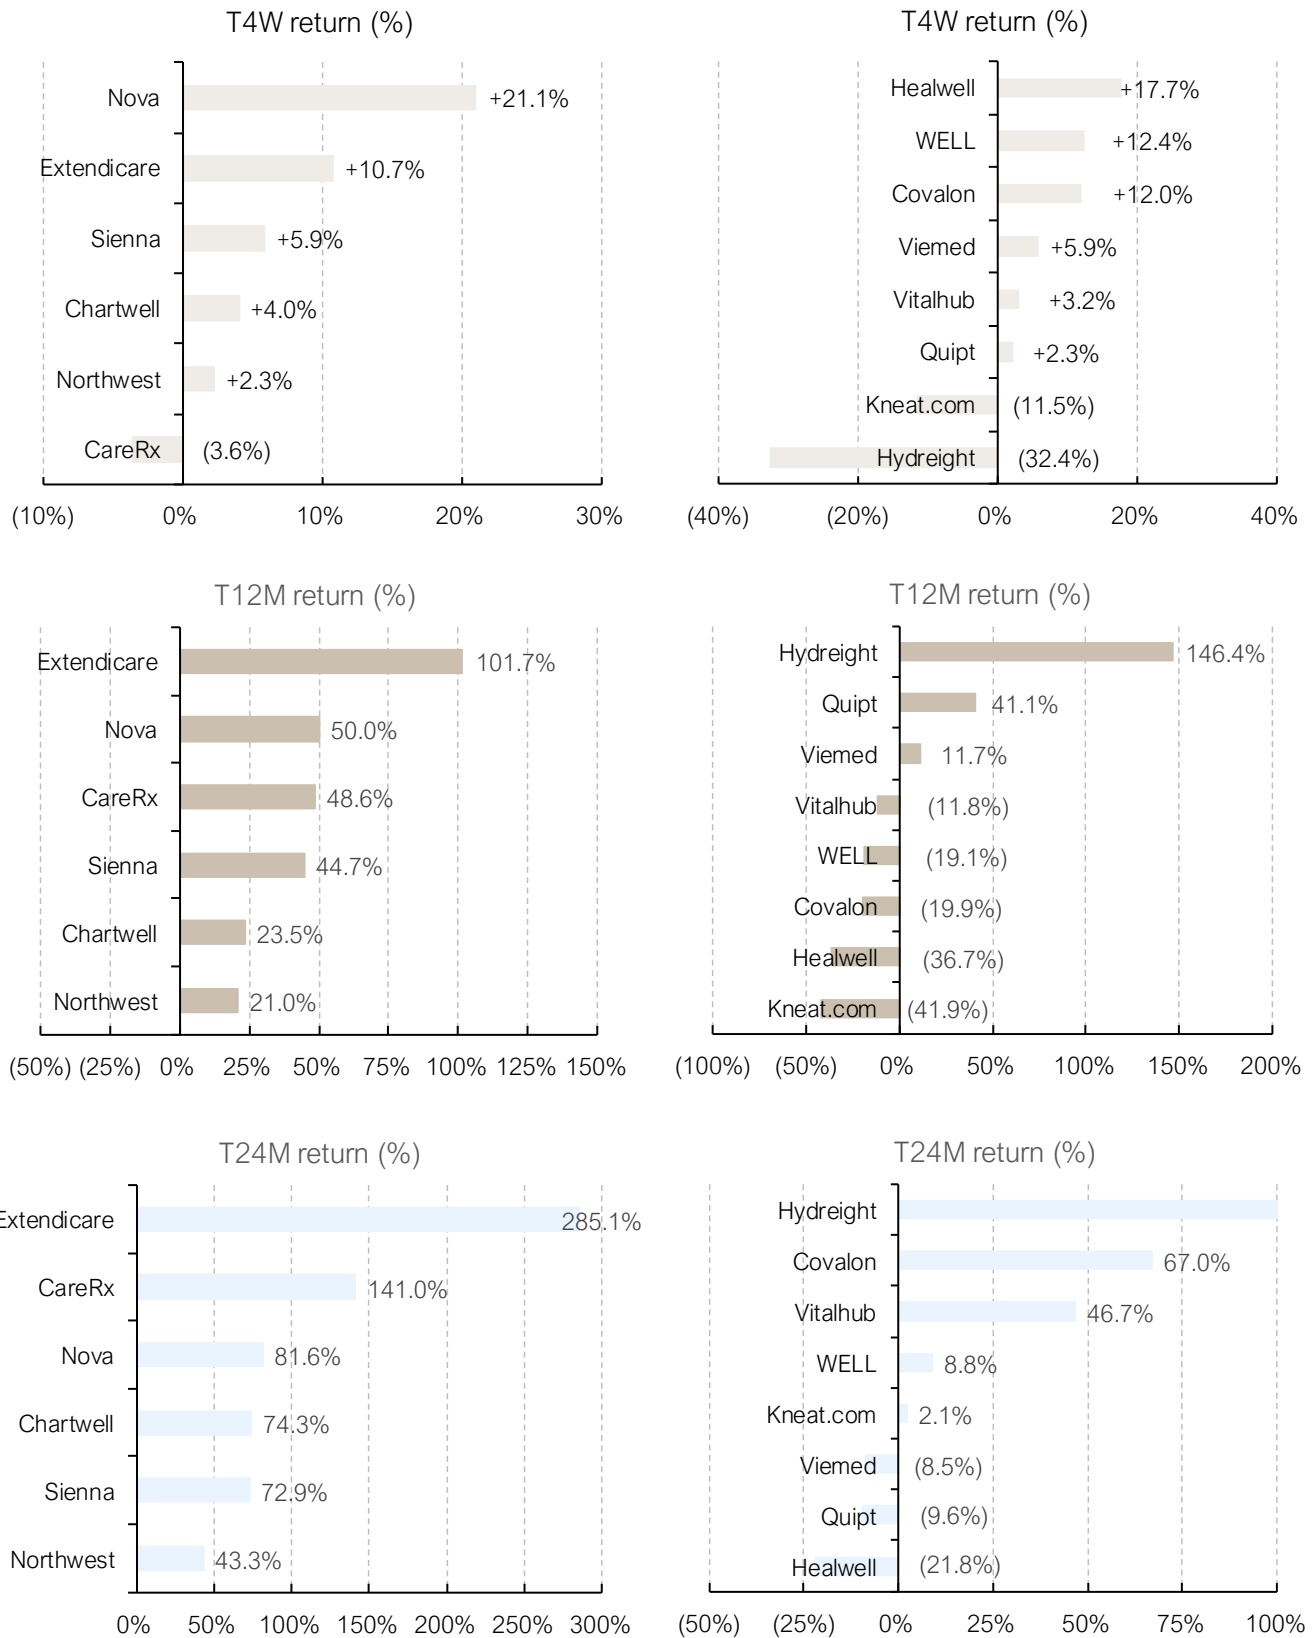 T4W return (%)
Nova +21.1%
Extendicare +10.7%
Sienna +5.9%
Chartwell +4.0%
Northwest +2.3%
CareRx (3.6%)
(10%) 0% 10% 20% 30%
T4W return (%)
Healwell +17.7%
WELL +12.4%
Covalon +12.0%
Viemed +5.9%
Vitalhub +3.2%
Quipt +2.3%
Kneat.com (11.5%)
Hydreight (32.4%)
(40%) (20%) 0% 20% 40%
T12M return (%)
Extendicare 101.7%
Nova 50.0%
CareRx 48.6%
Sienna 44.7%
Chartwell 23.5%
Northwest 21.0%
(50%) (25%) 0% 25% 50% 75% 100% 125% 150%
T12M return (%)
Hydreight 146.4%
Quipt 41.1%
Viemed 11.7%
Vitalhub (11.8%)
WELL (19.1%)
Covalon (19.9%)
Healwell (36.7%)
Kneat.com (41.9%)
(100%) (50%) 0% 50% 100% 150% 200%
T24M return (%)
Extendicare 285.1%
CareRx 141.0%
Nova 81.6%
Chartwell 74.3%
Sienna 72.9%
Northwest 43.3%
0% 50% 100% 150% 200% 250% 300%
T24M return (%)
Hydreight
Covalon 67.0%
Vitalhub 46.7%
WELL 8.8%
Kneat.com 2.1%
Viemed (8.5%)
Quipt (9.6%)
Healwell (21.8%)
(50%) (25%) 0% 25% 50% 75% 100%